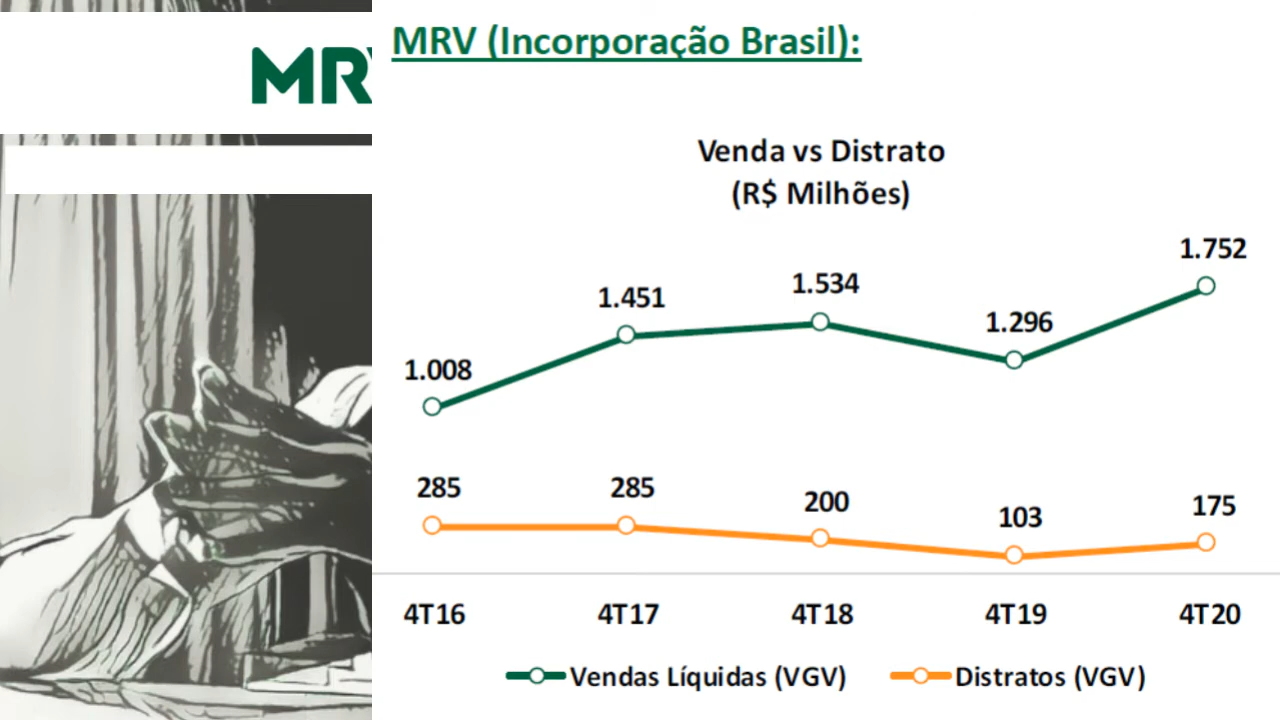 MRV
MRV (Incorporação Brasil):
Venda vs Distrato
(R$ Milhões)
1.008
1.451
1.534
1.296
1.752
285
285
200
103
175
4T16
4T17
4T18
4T19
4T20
Vendas Líquidas (VGV)
Distratos (VGV)